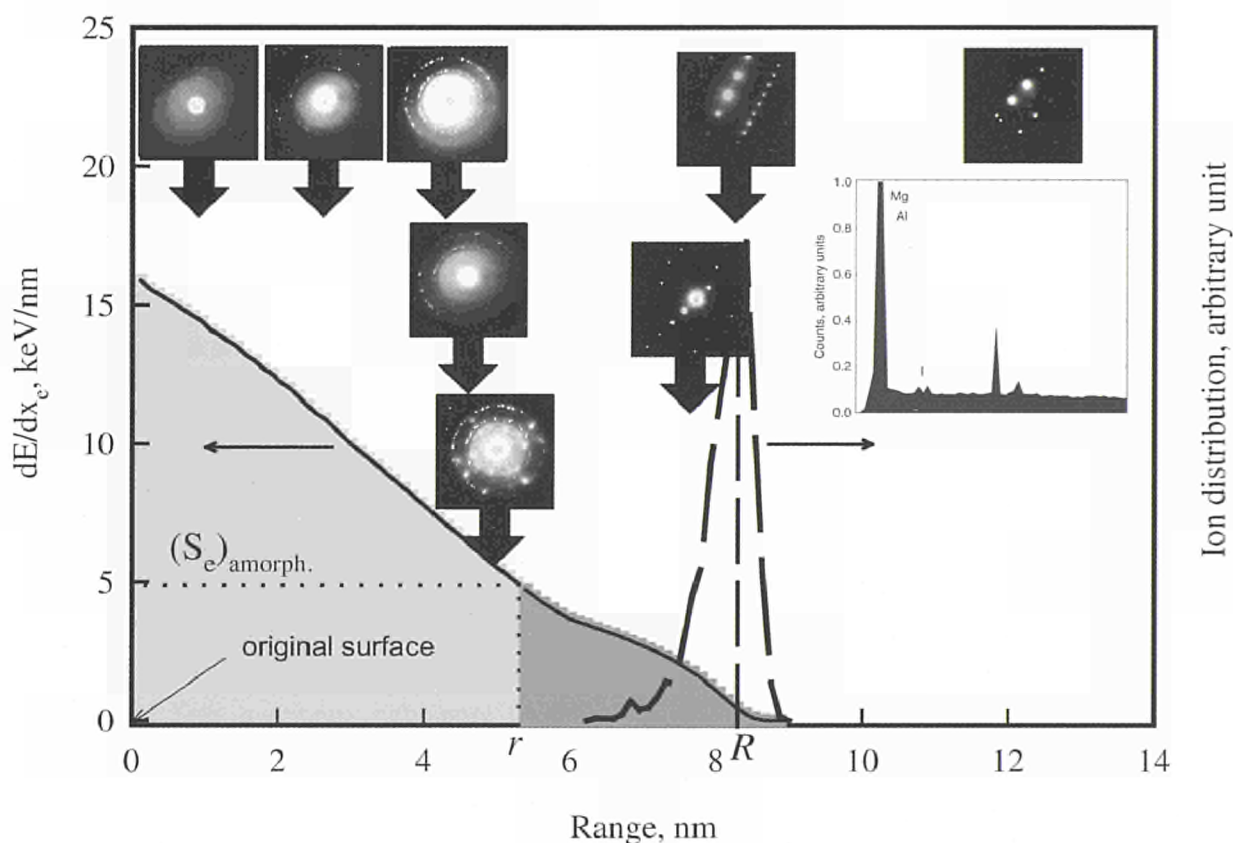 25
20
15
10
5
0
dE/dx_e, keV/nm
(S_e)_amorph.
original surface
0
2
4
r
6
8
R
10
12
14
Range, nm
1.0
0.8
0.6
0.4
0.2
0.0
Counts, arbitrary units
Mg
Al
I
Ion distribution, arbitrary unit